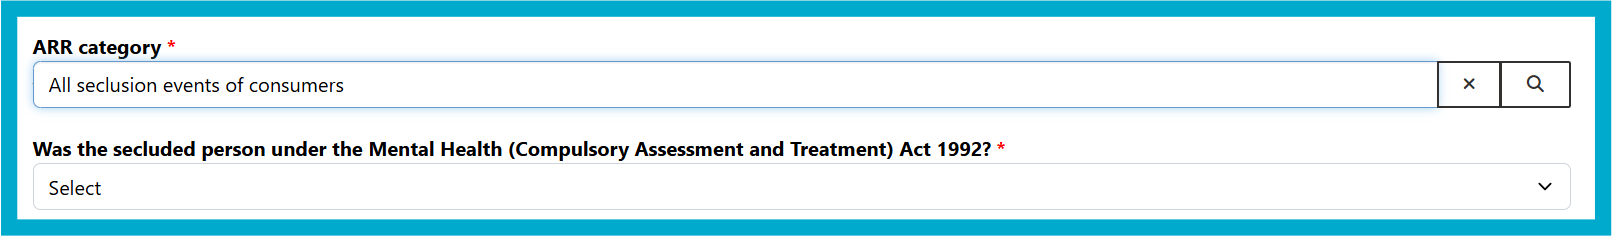 ARR category *
All seclusion events of consumers
Was the secluded person under the Mental Health (Compulsory Assessment and Treatment) Act 1992? *
Select